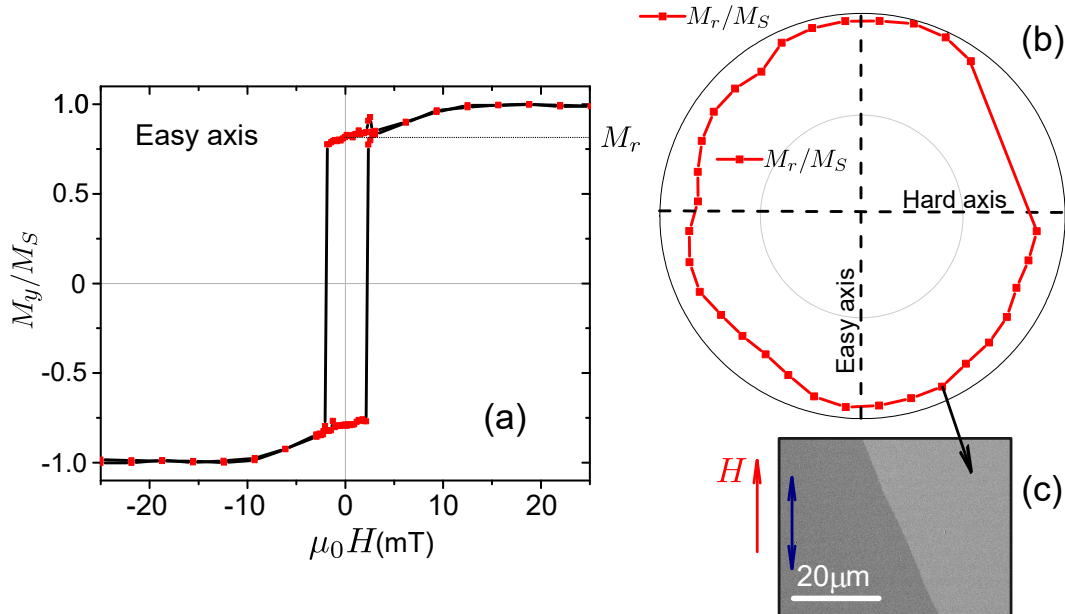 M_r/M_S
(b)
1.0
Easy axis
M_r
0.5
M_r/M_S
Hard axis
M_y/M_S
0
Easy axis
-0.5
(a)
-1.0
-20 -10 0 10 20
μ_0 H(mT)
H
(c)
20μm